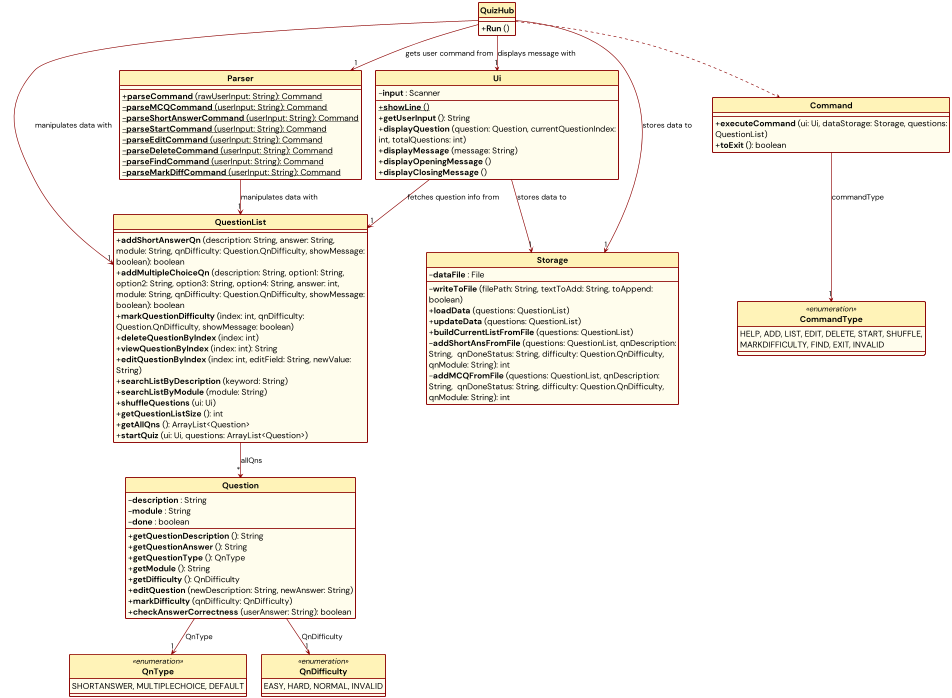 QuizHub
+Run ()
gets user command from
displays message with
1
1
manipulates data with
stores data to
Parser
+parseCommand (rawUserInput: String): Command
-parseMCQCommand (userInput: String): Command
-parseShortAnswerCommand (userInput: String): Command
-parseStartCommand (userInput: String): Command
-parseEditCommand (userInput: String): Command
-parseDeleteCommand (userInput: String): Command
-parseFindCommand (userInput: String): Command
-parseMarkDiffCommand (userInput: String): Command
Ui
-input : Scanner
+showLine ()
+getUserInput (): String
+displayQuestion (question: Question, currentQuestionIndex:
int, totalQuestions: int)
+displayMessage (message: String)
+displayOpeningMessage ()
+displayClosingMessage ()
Command
+executeCommand (ui: Ui, dataStorage: Storage, questions:
QuestionList)
+toExit (): boolean
manipulates data with
fetches question info from
stores data to
commandType
1
1
1
1
1
1
QuestionList
+addShortAnswerQn (description: String, answer: String,
module: String, qnDifficulty: Question.QnDifficulty, showMessage:
boolean): boolean
+addMultipleChoiceQn (description: String, option1: String,
option2: String, option3: String, option4: String, answer: int,
module: String, qnDifficulty: Question.QnDifficulty, showMessage:
boolean): boolean
+markQuestionDifficulty (index: int, qnDifficulty:
Question.QnDifficulty, showMessage: boolean)
+deleteQuestionByIndex (index: int)
+viewQuestionByIndex (index: int): String
+editQuestionByIndex (index: int, editField: String, newValue:
String)
+searchListByDescription (keyword: String)
+searchListByModule (module: String)
+shuffleQuestions (ui: Ui)
+getQuestionListSize (): int
+getAllQns (): ArrayList<Question>
+startQuiz (ui: Ui, questions: ArrayList<Question>)
Storage
-dataFile : File
-writeToFile (filePath: String, textToAdd: String, toAppend:
boolean)
+loadData (questions: QuestionList)
+updateData (questions: QuestionList)
+buildCurrentListFromFile (questions: QuestionList)
-addShortAnsFromFile (questions: QuestionList, qnDescription:
String, qnDoneStatus: String, difficulty: Question.QnDifficulty,
qnModule: String): int
-addMCQFromFile (questions: QuestionList, qnDescription:
String, qnDoneStatus: String, difficulty: Question.QnDifficulty,
qnModule: String): int
«enumeration»
CommandType
HELP, ADD, LIST, EDIT, DELETE, START, SHUFFLE,
MARKDIFFICULTY, FIND, EXIT, INVALID
allQns
*
Question
-description : String
-module : String
-done : boolean
+getQuestionDescription (): String
+getQuestionAnswer (): String
+getQuestionType (): QnType
+getModule (): String
+getDifficulty (): QnDifficulty
+editQuestion (newDescription: String, newAnswer: String)
+markDifficulty (qnDifficulty: QnDifficulty)
+checkAnswerCorrectness (userAnswer: String): boolean
QnType
QnDifficulty
1
1
«enumeration»
QnType
SHORTANSWER, MULTIPLECHOICE, DEFAULT
«enumeration»
QnDifficulty
EASY, HARD, NORMAL, INVALID